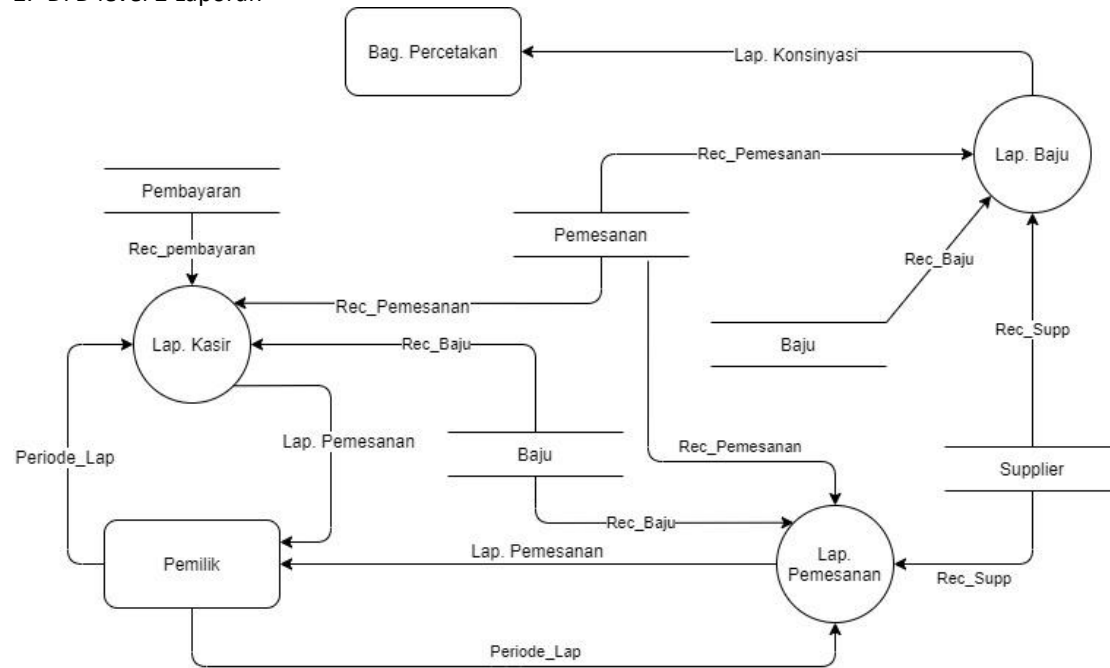 2. DFD level 2 Laporan
Bag. Percetakan
Lap. Konsinyasi
Lap. Baju
Rec_Pemesanan
Pembayaran
Pemesanan
Rec_pembayaran
Rec_Baju
Rec_Pemesanan
Rec_Supp
Lap. Kasir
Rec_Baju
Baju
Lap. Pemesanan
Rec_Pemesanan
Periode_Lap
Baju
Supplier
Rec_Baju
Lap. Pemesanan
Pemilik
Lap.
Pemesanan
Rec_Supp
Periode_Lap